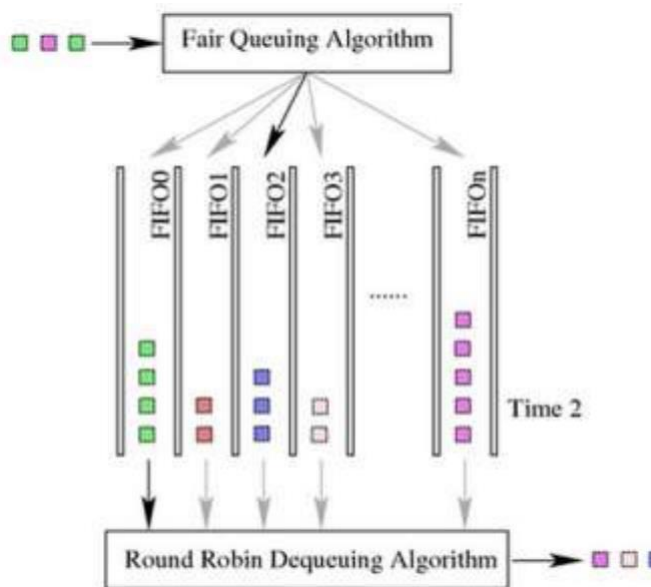 Fair Queuing Algorithm
FIFO0
FIFO1
FIFO2
FIFO3
FIFOn
......
Time 2
Round Robin Dequeuing Algorithm